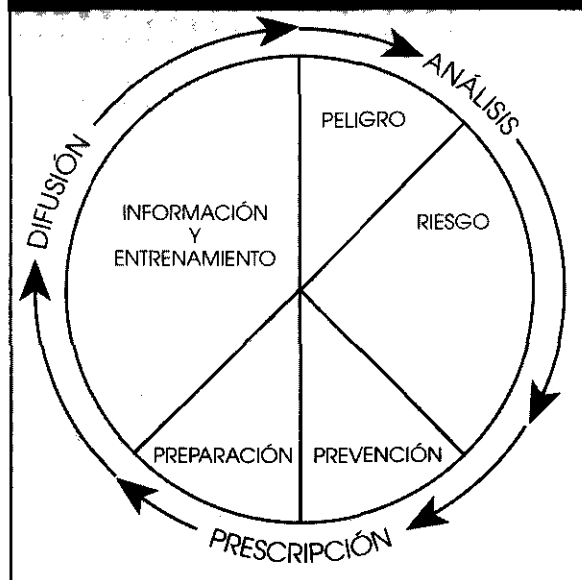 ANÁLISIS
PELIGRO
RIESGO
DIFUSIÓN
INFORMACIÓN
Y
ENTRENAMIENTO
PREPARACIÓN
PREVENCIÓN
PRESCRIPCIÓN